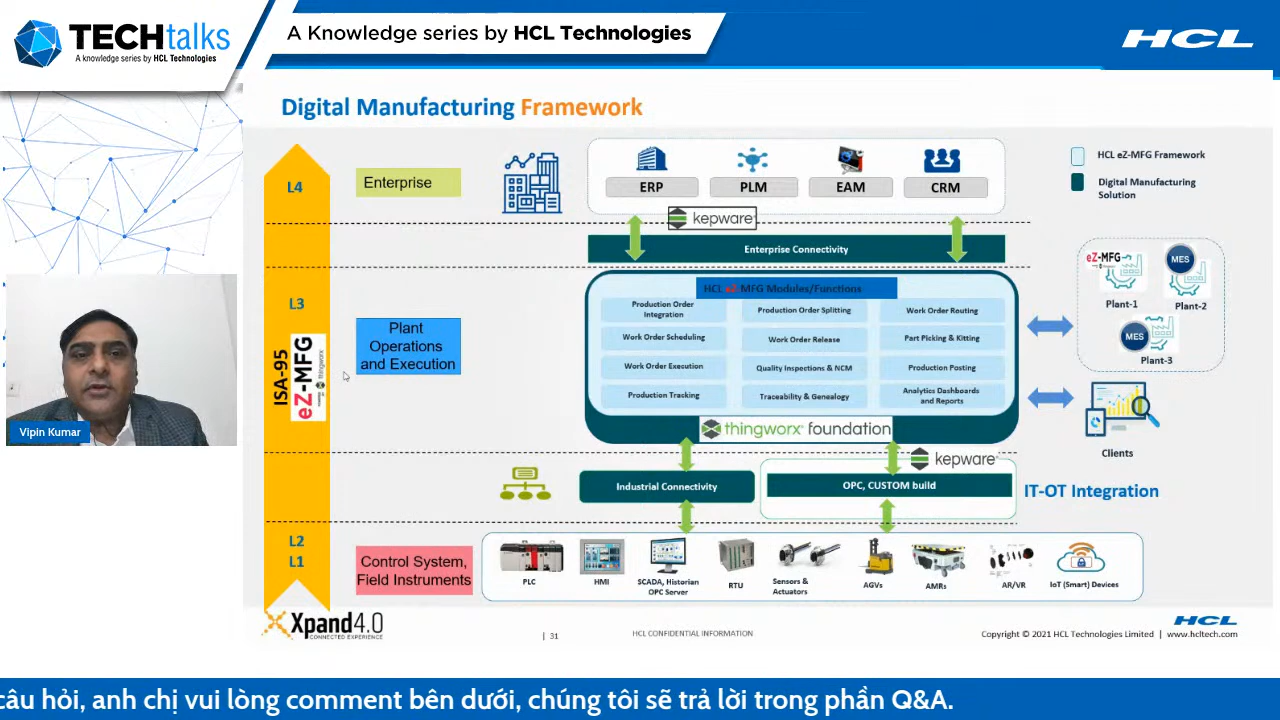 TECHtalks
A knowledge series by HCL Technologies
A Knowledge series by HCL Technologies
HCL
Digital Manufacturing Framework
L4
Enterprise
ERP
PLM
EAM
CRM
HCL eZ-MFG Framework
Digital Manufacturing
Solution
kepware
Enterprise Connectivity
L3
ISA-95
eZ-MFG
thingworx
Plant
Operations
and Execution
HCL eZ-MFG Modules/Functions
Production Order
Integration
Production Order Splitting
Work Order Routing
Work Order Scheduling
Work Order Release
Part Picking & Kitting
Work Order Execution
Quality Inspections & NCM
Production Posting
Production Tracking
Traceability & Genealogy
Analytics Dashboards
and Reports
thingworx foundation
eZ-MFG
Plant-1
MES
Plant-2
MES
Plant-3
Clients
kepware
Industrial Connectivity
OPC, CUSTOM build
IT-OT Integration
L2
L1
Control System,
Field Instruments
PLC
HMI
SCADA, Historian
OPC Server
RTU
Sensors &
Actuators
AGVs
AMRs
AR/VR
IoT (Smart) Devices
Vipin Kumar
Xpand4.0
CONNECTED EXPERIENCE
| 31
HCL CONFIDENTIAL INFORMATION
HCL
Copyright © 2021 HCL Technologies Limited | www.hcltech.com
câu hỏi, anh chị vui lòng comment bên dưới, chúng tôi sẽ trả lời trong phần Q&A.